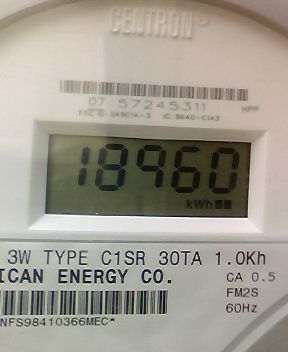 CENTRON
07 57245311
HPP
18960
kWh
3W TYPE C1SR 30TA 1.0Kh
ICAN ENERGY CO.
CA 0.5
FM2S
60Hz
NFS98410366MEC*